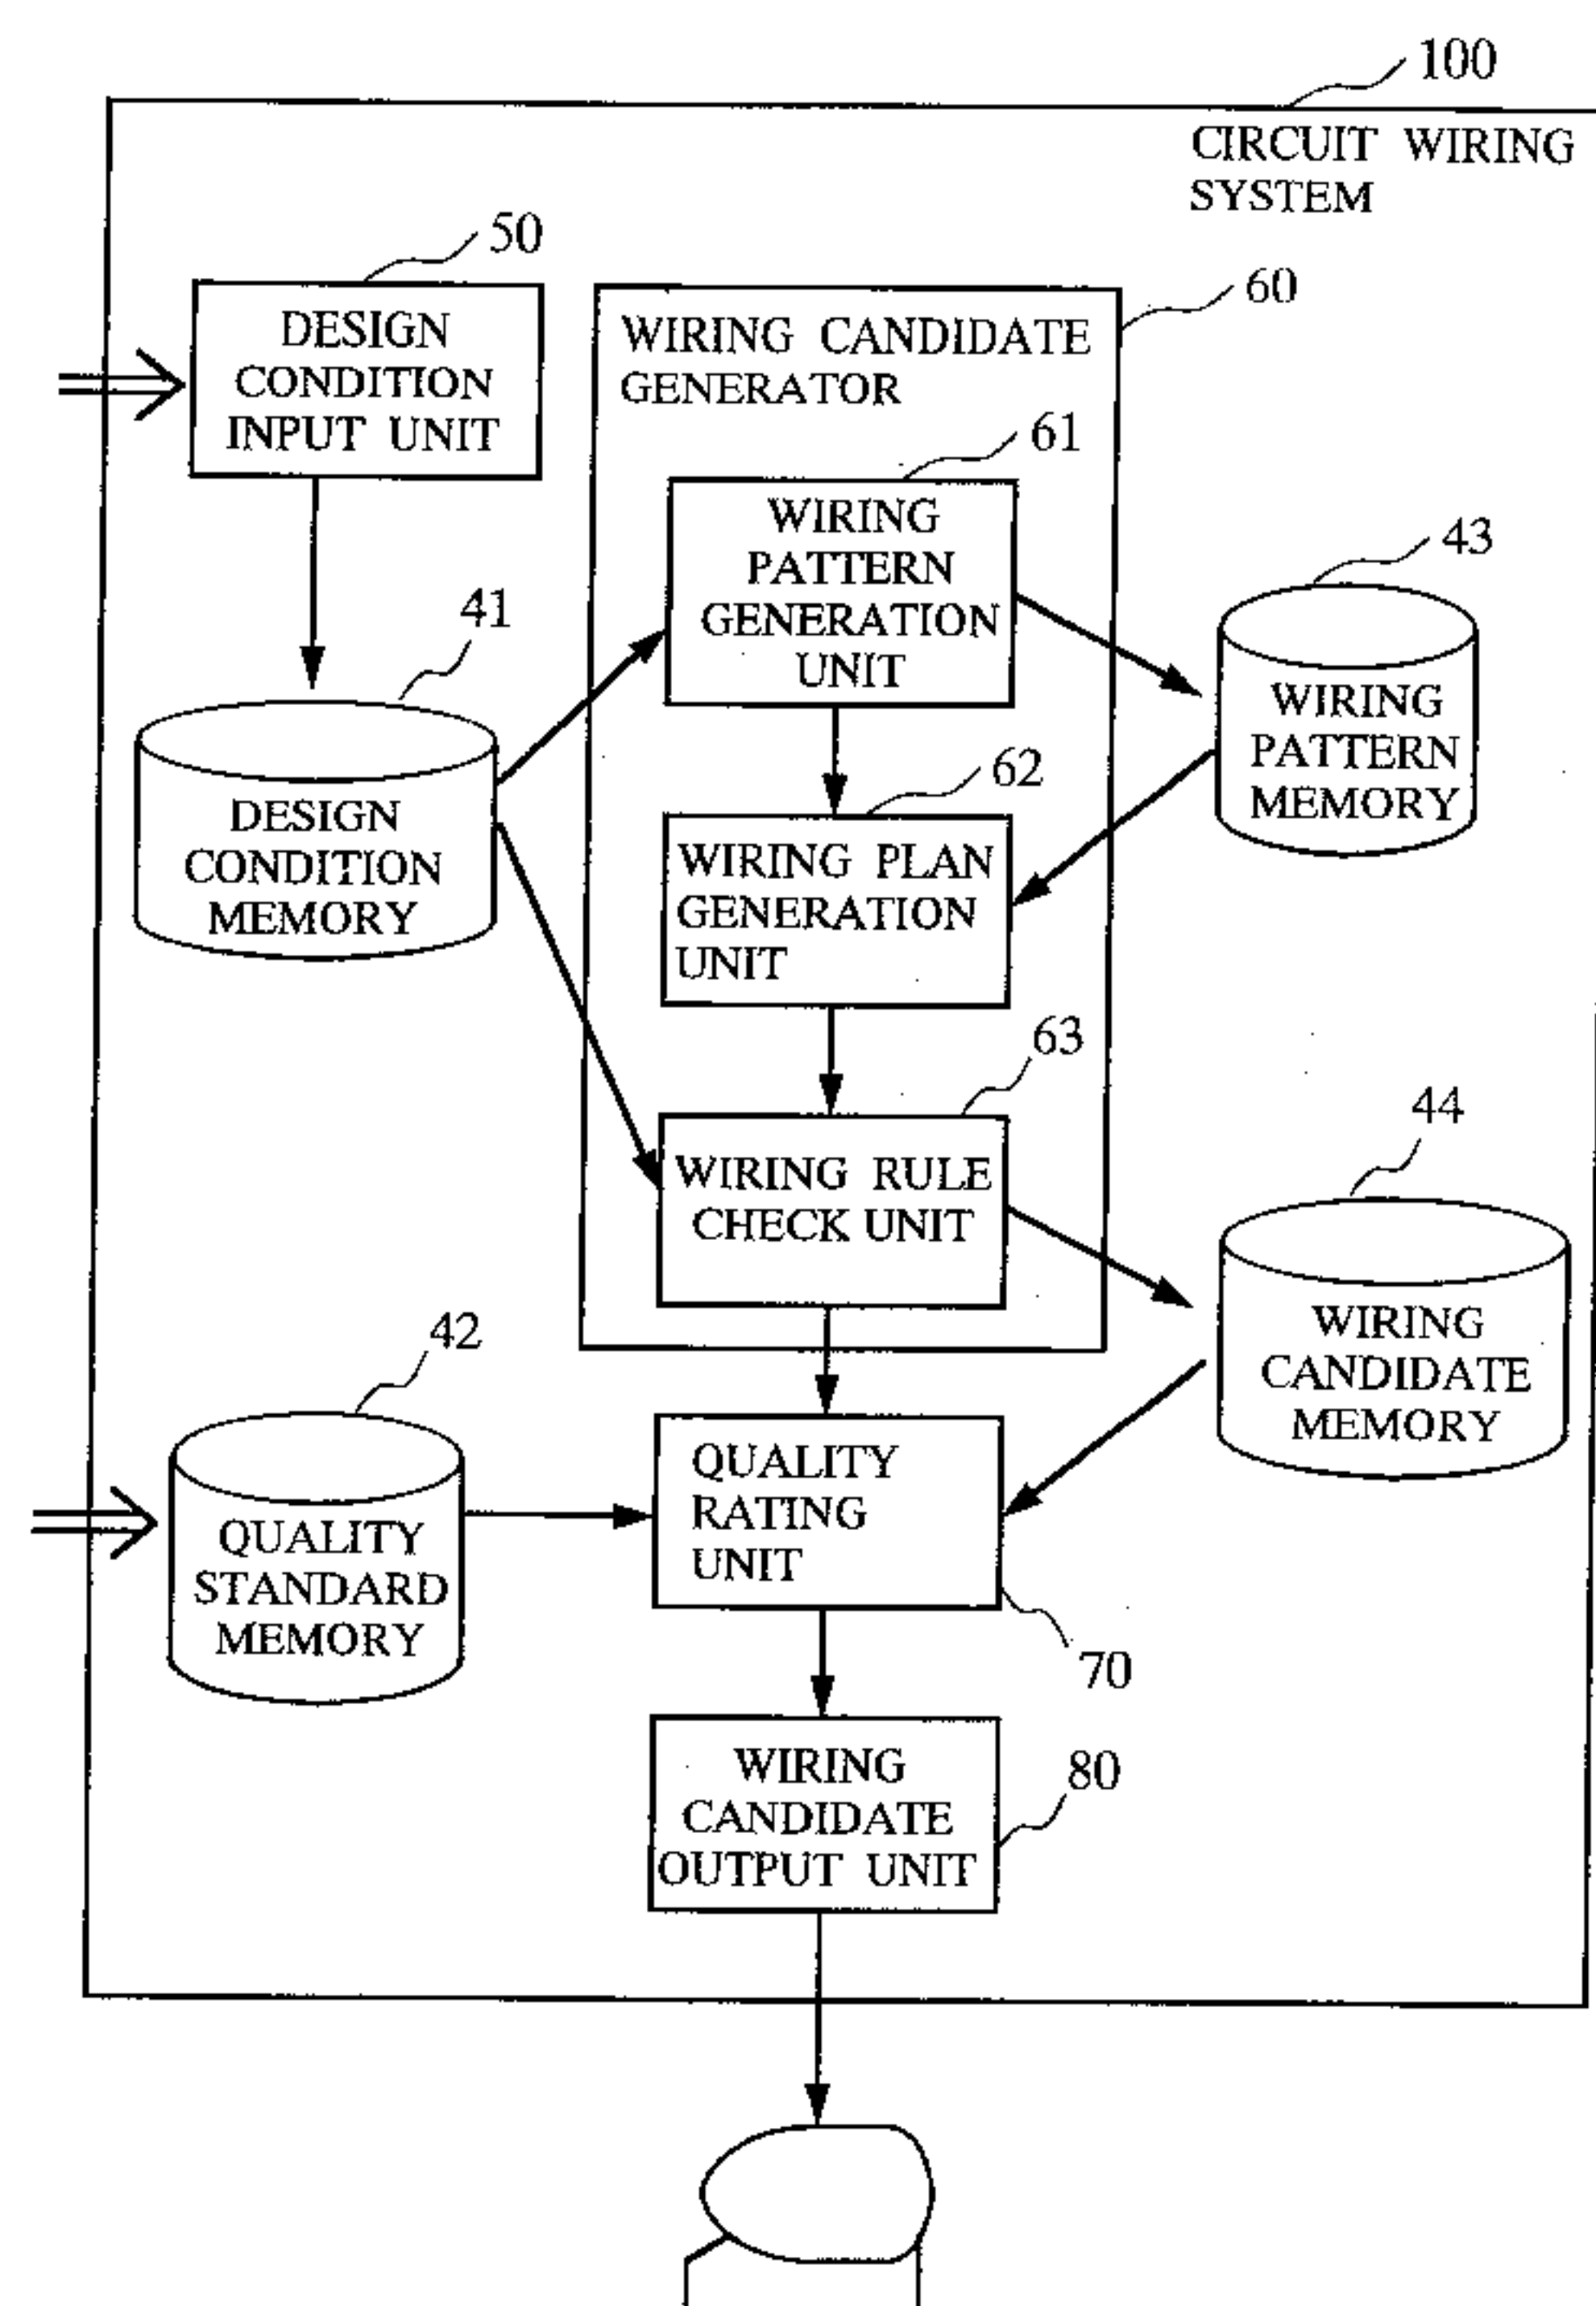 100
CIRCUIT WIRING
SYSTEM
50
DESIGN
CONDITION
INPUT UNIT
60
WIRING CANDIDATE
GENERATOR
61
WIRING
PATTERN
GENERATION
UNIT
43
WIRING
PATTERN
MEMORY
41
DESIGN
CONDITION
MEMORY
62
WIRING PLAN
GENERATION
UNIT
63
WIRING RULE
CHECK UNIT
44
WIRING
CANDIDATE
MEMORY
42
QUALITY
STANDARD
MEMORY
QUALITY
RATING
UNIT
70
WIRING
CANDIDATE
OUTPUT UNIT
80